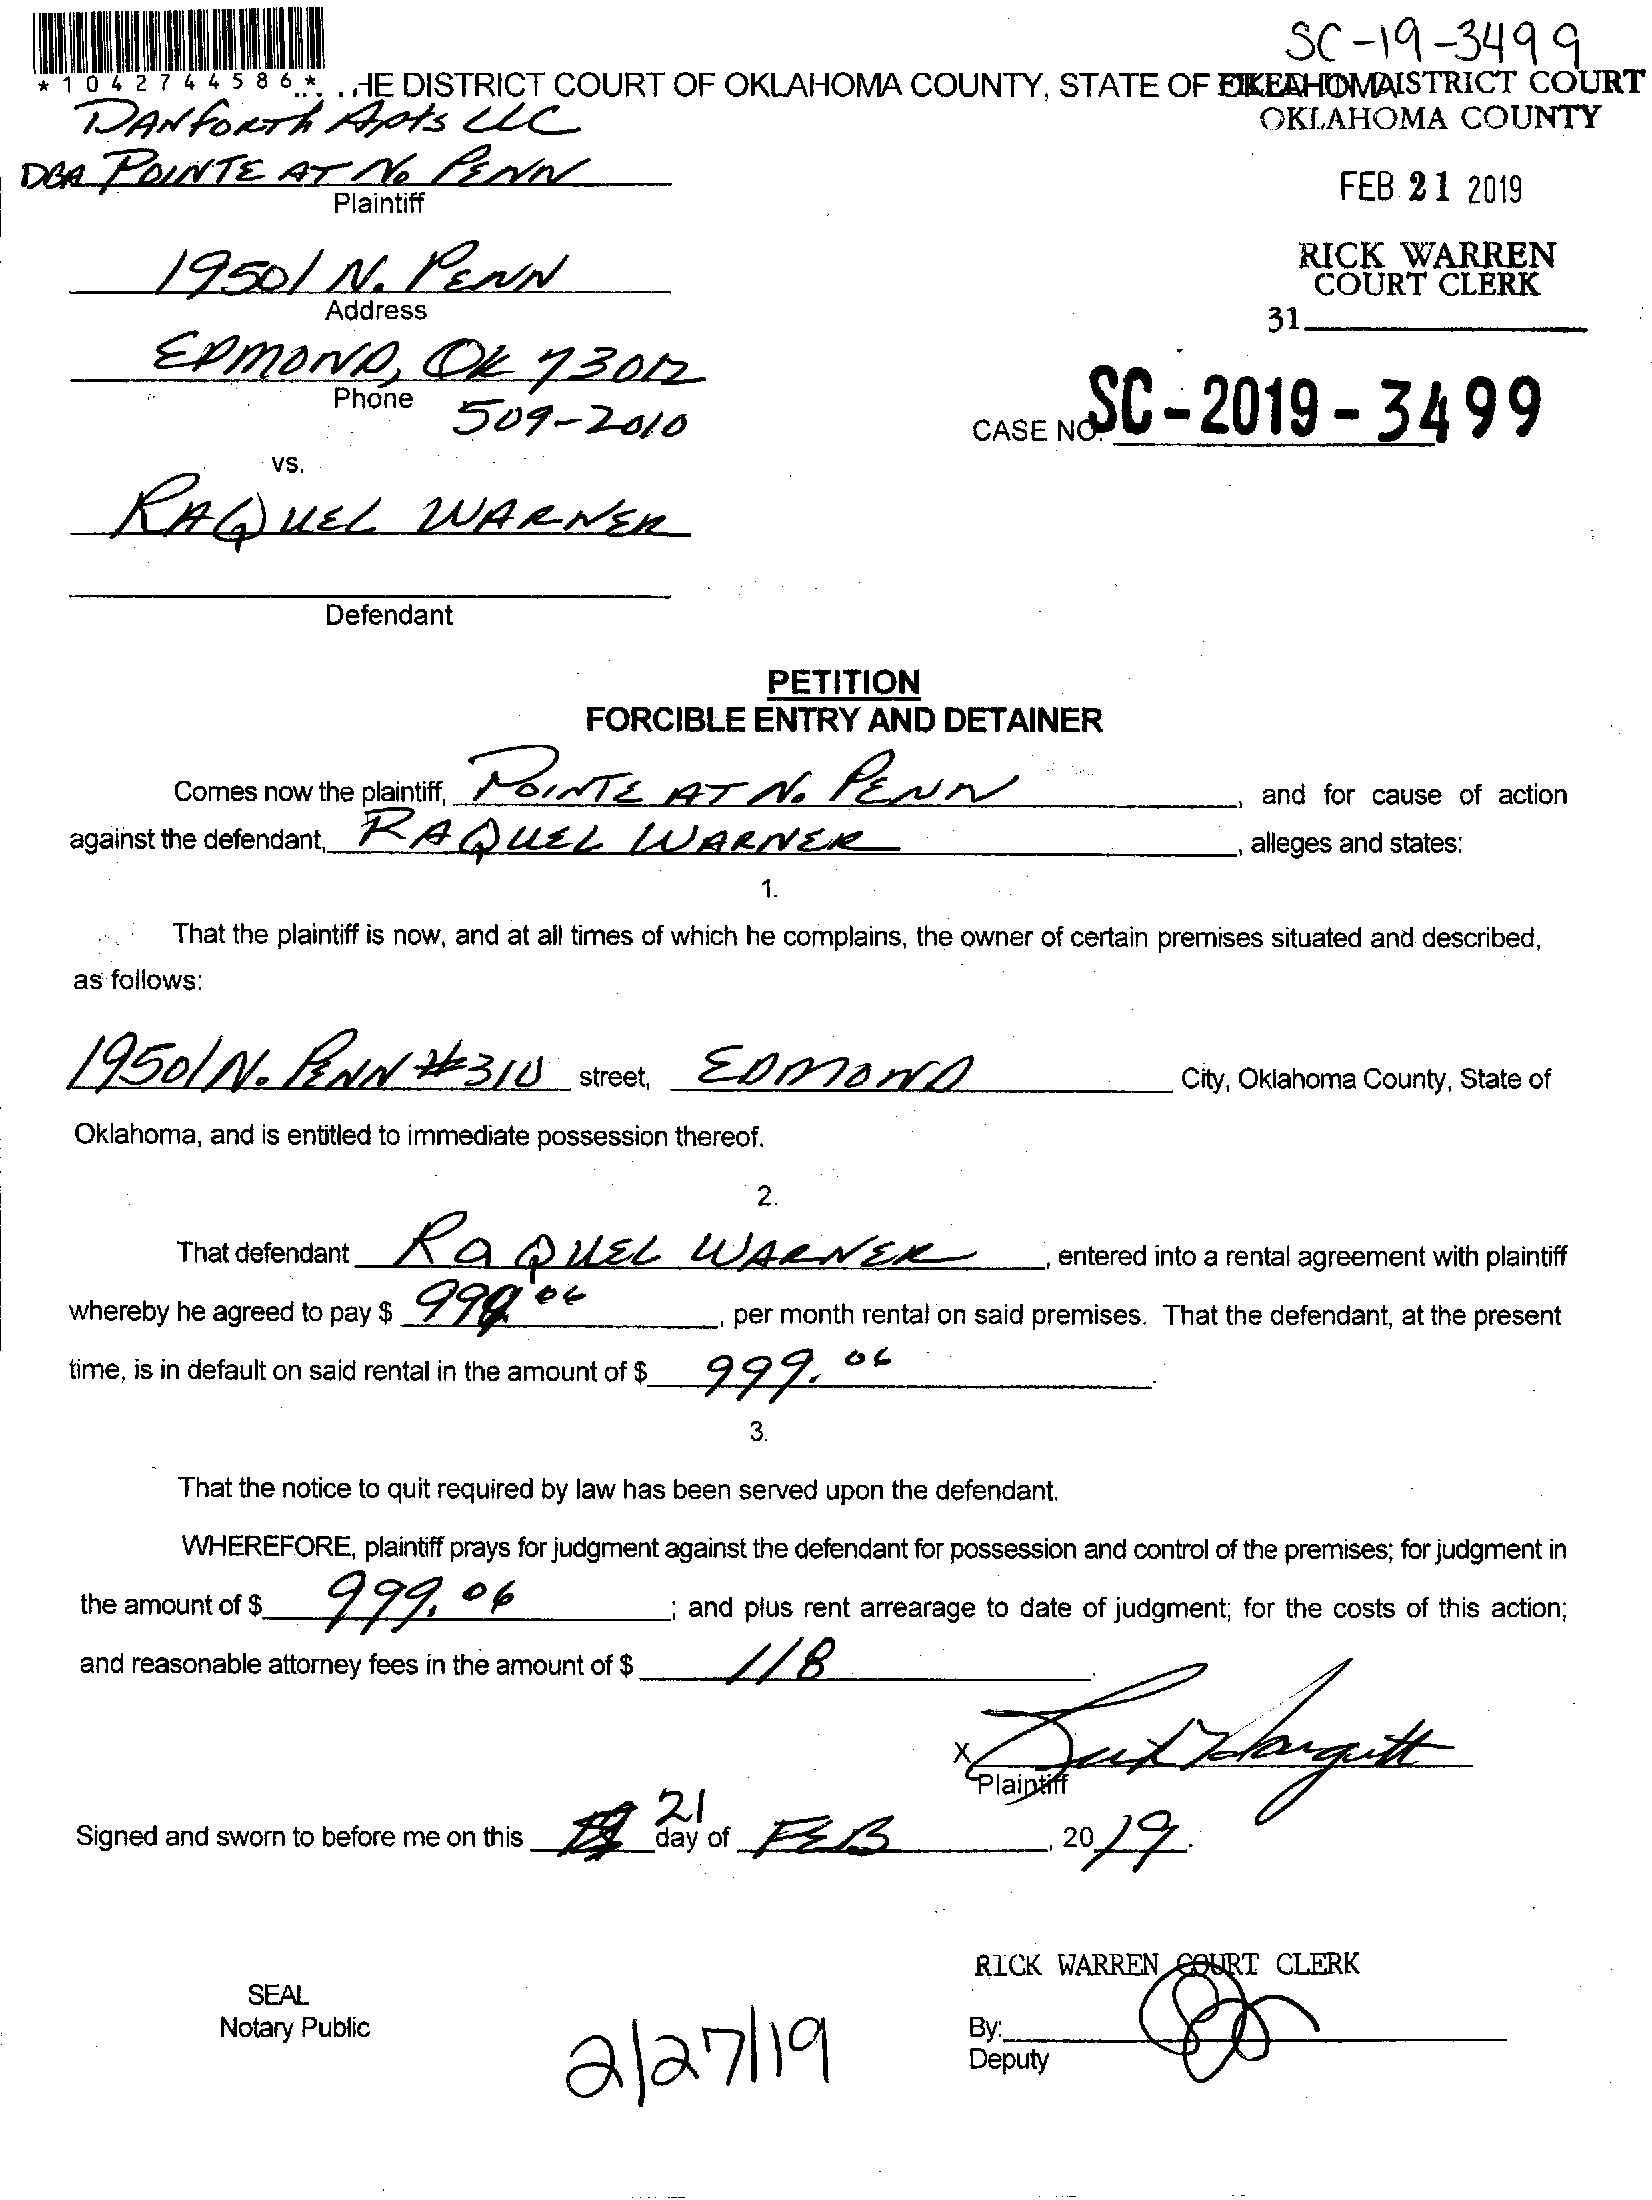 SC-19-3499
*1042744586*
HE DISTRICT COURT OF OKLAHOMA COUNTY, STATE OF OKLAHOMA
DISTRICT COURT
OKLAHOMA COUNTY
DANFORTH Apts LLC
DBA POINTE AT No PENN
Plaintiff
FEB 21 2019
19501 N. PENN
Address
RICK WARREN
COURT CLERK
31
EDMOND, OK 73012
Phone 509-2010
CASE NO. SC-2019-3499
vs.
RAQUEL WARNER
Defendant
PETITION
FORCIBLE ENTRY AND DETAINER
Comes now the plaintiff, POINTE AT N. PENN, and for cause of action
against the defendant, RAQUEL WARNER, alleges and states:
1.
That the plaintiff is now, and at all times of which he complains, the owner of certain premises situated and described,
as follows:
19501 N. PENN #310 street, EDMOND City, Oklahoma County, State of
Oklahoma, and is entitled to immediate possession thereof.
2.
That defendant RAQUEL WARNER, entered into a rental agreement with plaintiff
whereby he agreed to pay $ 999.06, per month rental on said premises. That the defendant, at the present
time, is in default on said rental in the amount of $ 999.06.
3.
That the notice to quit required by law has been served upon the defendant.
WHEREFORE, plaintiff prays for judgment against the defendant for possession and control of the premises; for judgment in
the amount of $ 999.06; and plus rent arrearage to date of judgment; for the costs of this action;
and reasonable attorney fees in the amount of $ 118.
X
Plaintiff
Signed and sworn to before me on this 21 day of FEB, 20 19.
RICK WARREN COURT CLERK
SEAL
Notary Public
2/27/19
By:
Deputy